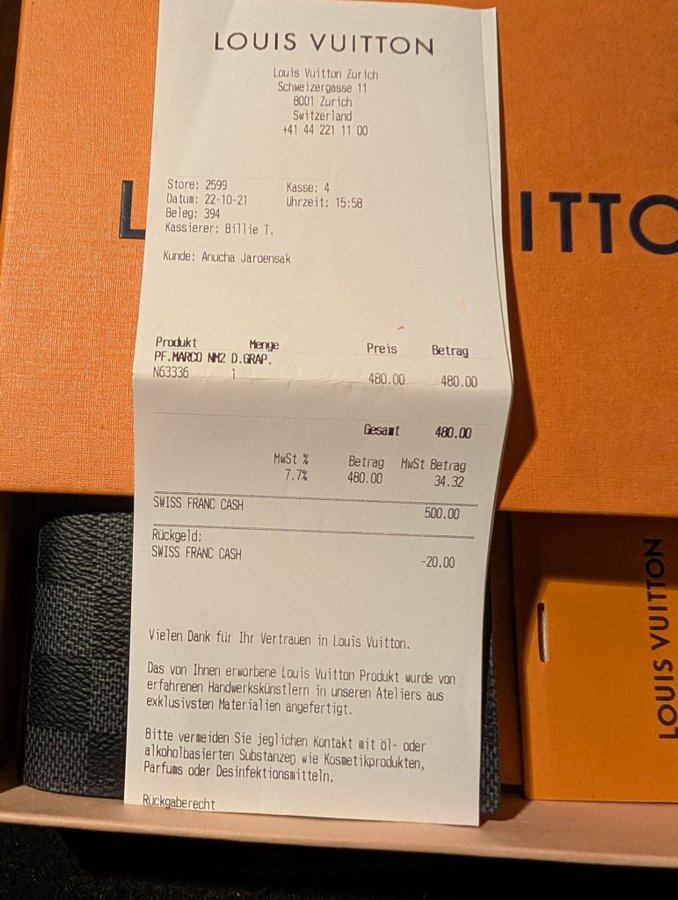 LOUIS VUITTON
Louis Vuitton Zurich
Schweizergasse 11
8001 Zurich
Switzerland
+41 44 221 11 00
Store: 2599 Kasse: 4
Datum: 22-10-21 Uhrzeit: 15:58
Beleg: 394
Kassierer: Billie T.
Kunde: Anucha Jaroensak
Produkt Menge Preis Betrag
PF.MARCO NM2 D.GRAP.
N63336 1 480.00 480.00
Gesamt 480.00
MwSt % Betrag MwSt Betrag
7.7% 480.00 34.32
SWISS FRANC CASH 500.00
Rückgeld:
SWISS FRANC CASH -20.00
Vielen Dank für Ihr Vertrauen in Louis Vuitton.
Das von Ihnen erworbene Louis Vuitton Produkt wurde von
erfahrenen Handwerkskünstlern in unseren Ateliers aus
exklusivsten Materialien angefertigt.
Bitte vermeiden Sie jeglichen Kontakt mit öl- oder
alkoholbasierten Substanzen wie Kosmetikprodukten,
Parfums oder Desinfektionsmitteln.
Rückgaberecht
L ITTO
LOUIS VUITTON